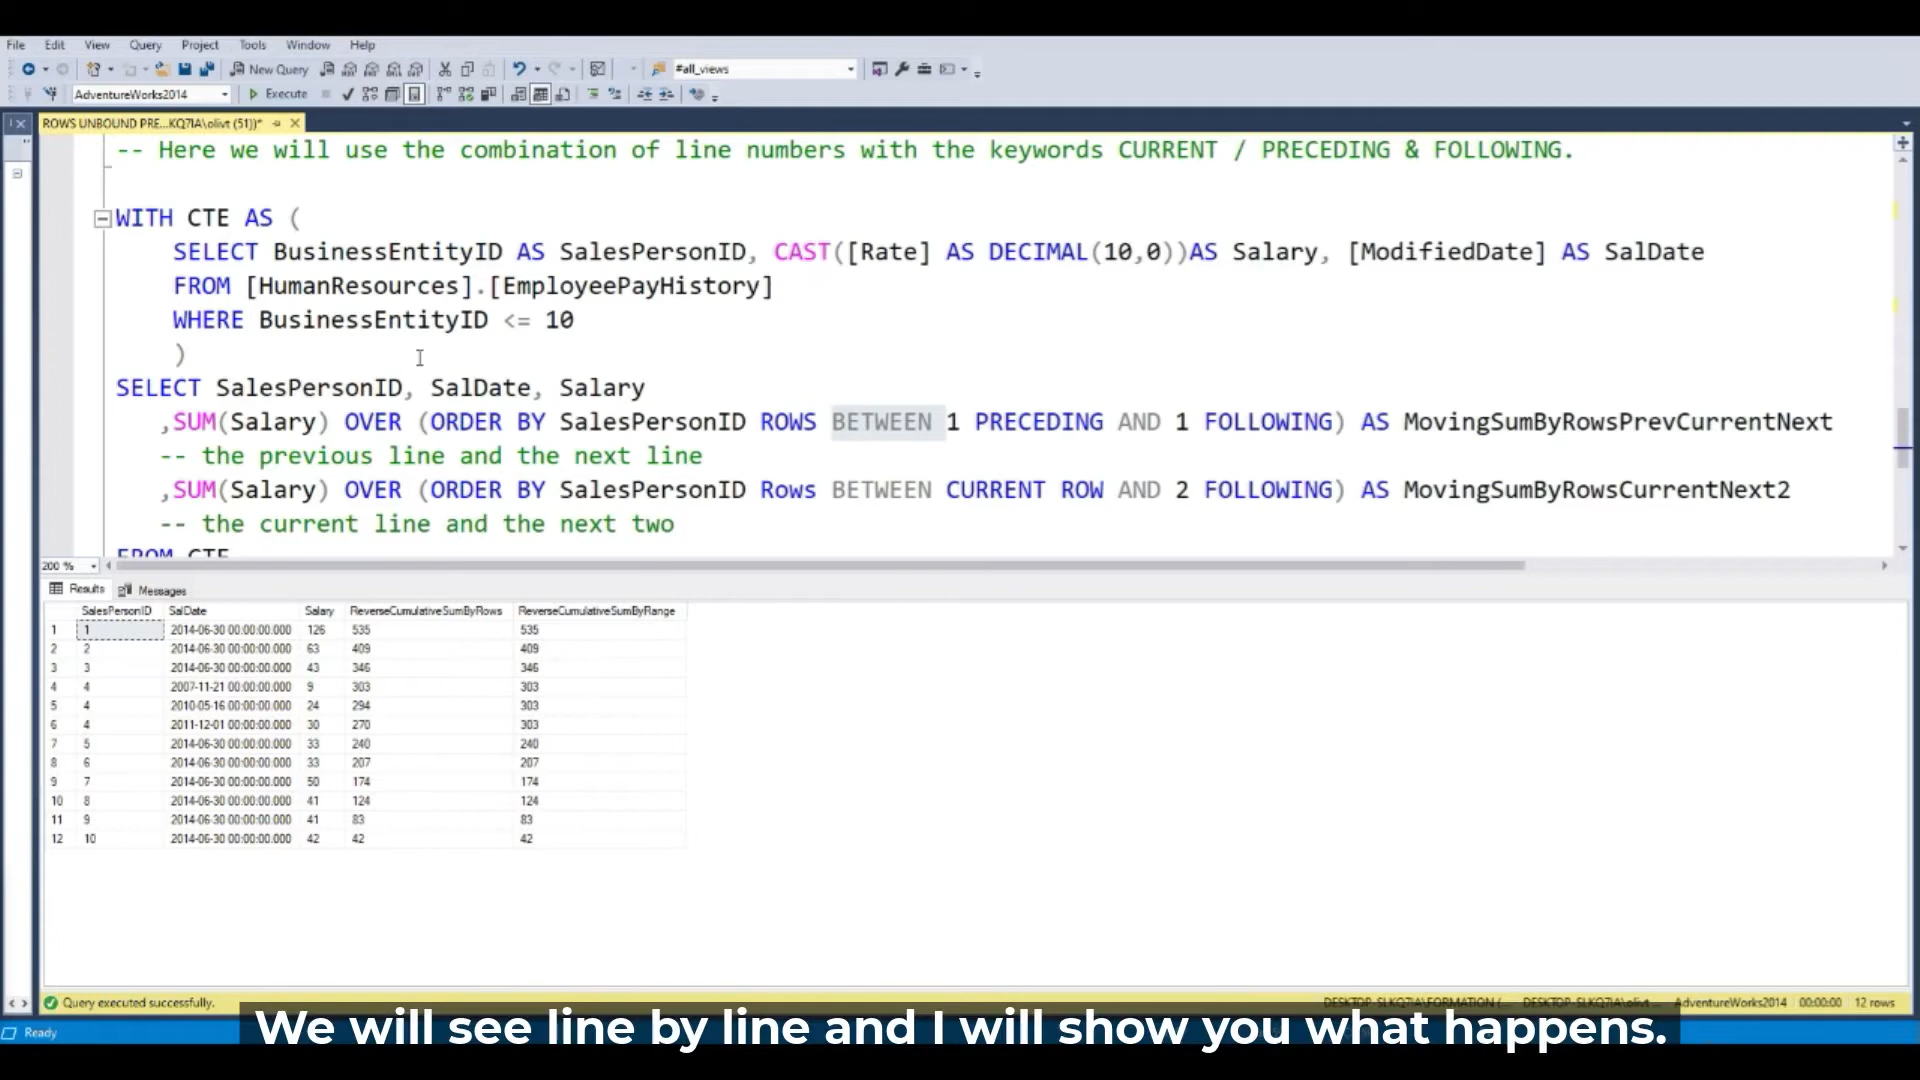 File Edit View Query Project Tools Window Help
New Query #all_views
AdventureWorks2014 Execute
ROWS UNBOUND PRE...KQ7IA\olivt (51))*
-- Here we will use the combination of line numbers with the keywords CURRENT / PRECEDING & FOLLOWING.
WITH CTE AS (
SELECT BusinessEntityID AS SalesPersonID, CAST([Rate] AS DECIMAL(10,0))AS Salary, [ModifiedDate] AS SalDate
FROM [HumanResources].[EmployeePayHistory]
WHERE BusinessEntityID <= 10
)
SELECT SalesPersonID, SalDate, Salary
,SUM(Salary) OVER (ORDER BY SalesPersonID ROWS BETWEEN 1 PRECEDING AND 1 FOLLOWING) AS MovingSumByRowsPrevCurrentNext
-- the previous line and the next line
,SUM(Salary) OVER (ORDER BY SalesPersonID Rows BETWEEN CURRENT ROW AND 2 FOLLOWING) AS MovingSumByRowsCurrentNext2
-- the current line and the next two
FROM CTE
200 %
Results Messages
SalesPersonID SalDate Salary ReverseCumulativeSumByRows ReverseCumulativeSumByRange
1 1 2014-06-30 00:00:00.000 126 535 535
2 2 2014-06-30 00:00:00.000 63 409 409
3 3 2014-06-30 00:00:00.000 43 346 346
4 4 2007-11-21 00:00:00.000 9 303 303
5 4 2010-05-16 00:00:00.000 24 294 303
6 4 2011-12-01 00:00:00.000 30 270 303
7 5 2014-06-30 00:00:00.000 33 240 240
8 6 2014-06-30 00:00:00.000 33 207 207
9 7 2014-06-30 00:00:00.000 50 174 174
10 8 2014-06-30 00:00:00.000 41 124 124
11 9 2014-06-30 00:00:00.000 41 83 83
12 10 2014-06-30 00:00:00.000 42 42 42
Query executed successfully. DESKTOP-SLKQ7IA\FORMATION (... DESKTOP-SLKQ7IA\olivt ... AdventureWorks2014 00:00:00 12 rows
We will see line by line and I will show you what happens.
Ready